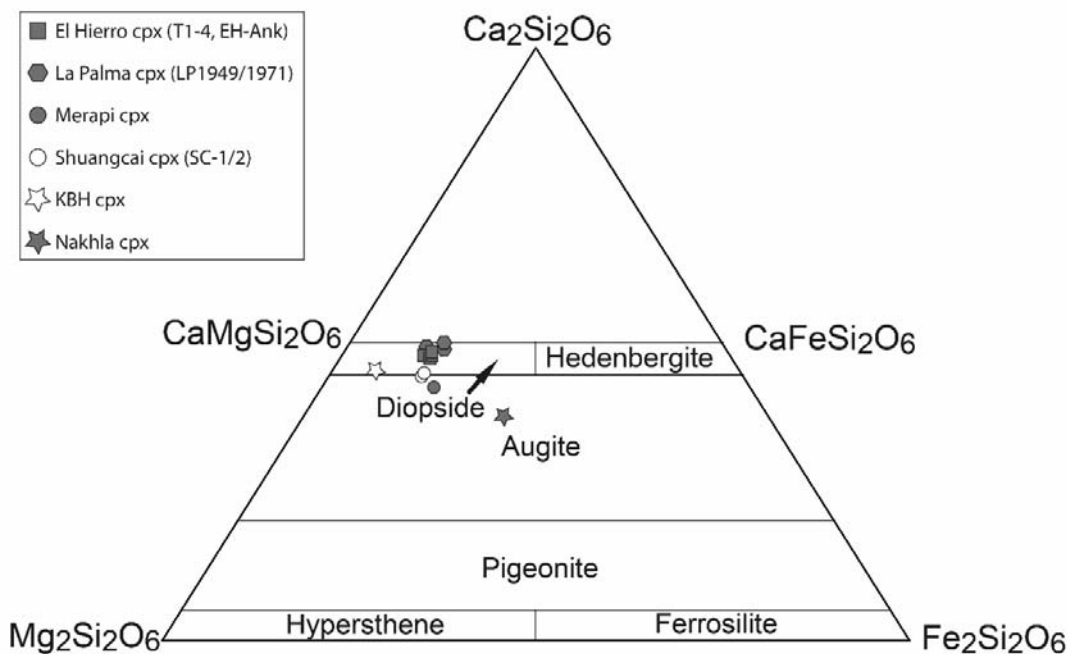 El Hierro cpx (T1-4, EH-Ank)
La Palma cpx (LP1949/1971)
Merapi cpx
Shuangcai cpx (SC-1/2)
KBH cpx
Nakhla cpx
Ca2Si2O6
CaMgSi2O6
CaFeSi2O6
Hedenbergite
Diopside
Augite
Pigeonite
Hypersthene
Ferrosilite
Mg2Si2O6
Fe2Si2O6